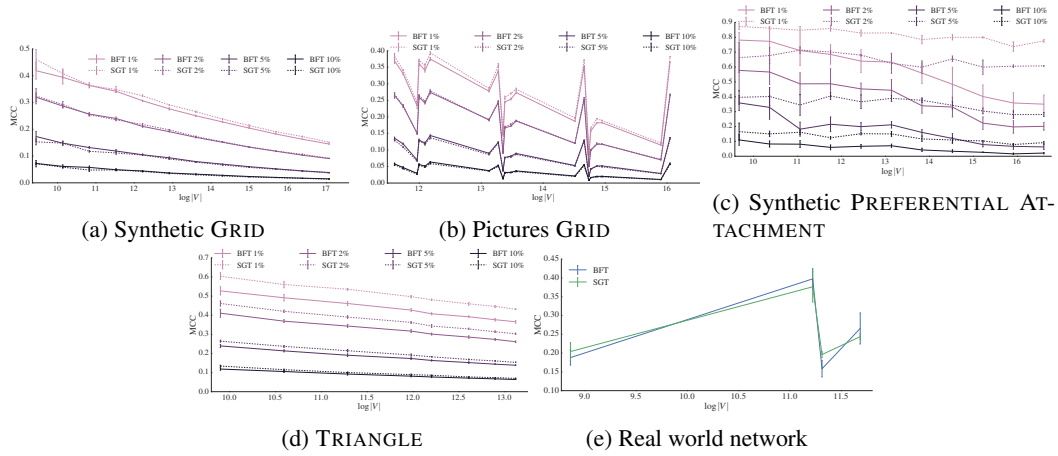 BFT 1% BFT 2% BFT 5% BFT 10%
SGT 1% SGT 2% SGT 5% SGT 10%
MCC
0.5
0.4
0.3
0.2
0.1
0.0
10 11 12 13 14 15 16 17
log |V|
(a) Synthetic GRID
BFT 1% BFT 2% BFT 5% BFT 10%
SGT 1% SGT 2% SGT 5% SGT 10%
MCC
0.40
0.35
0.30
0.25
0.20
0.15
0.10
0.05
0.00
12 13 14 15 16
log |V|
(b) Pictures GRID
BFT 1% BFT 2% BFT 5% BFT 10%
SGT 1% SGT 2% SGT 5% SGT 10%
MCC
0.9
0.8
0.7
0.6
0.5
0.4
0.3
0.2
0.1
0.0
10 11 12 13 14 15 16
log |V|
(c) Synthetic PREFERENTIAL AT-
TACHMENT
BFT 1% BFT 2% BFT 5% BFT 10%
SGT 1% SGT 2% SGT 5% SGT 10%
MCC
0.7
0.6
0.5
0.4
0.3
0.2
0.1
0.0
10.0 10.5 11.0 11.5 12.0 12.5 13.0
log |V|
(d) TRIANGLE
BFT
SGT
MCC
0.45
0.40
0.35
0.30
0.25
0.20
0.15
0.10
9.0 9.5 10.0 10.5 11.0 11.5
log |V|
(e) Real world network